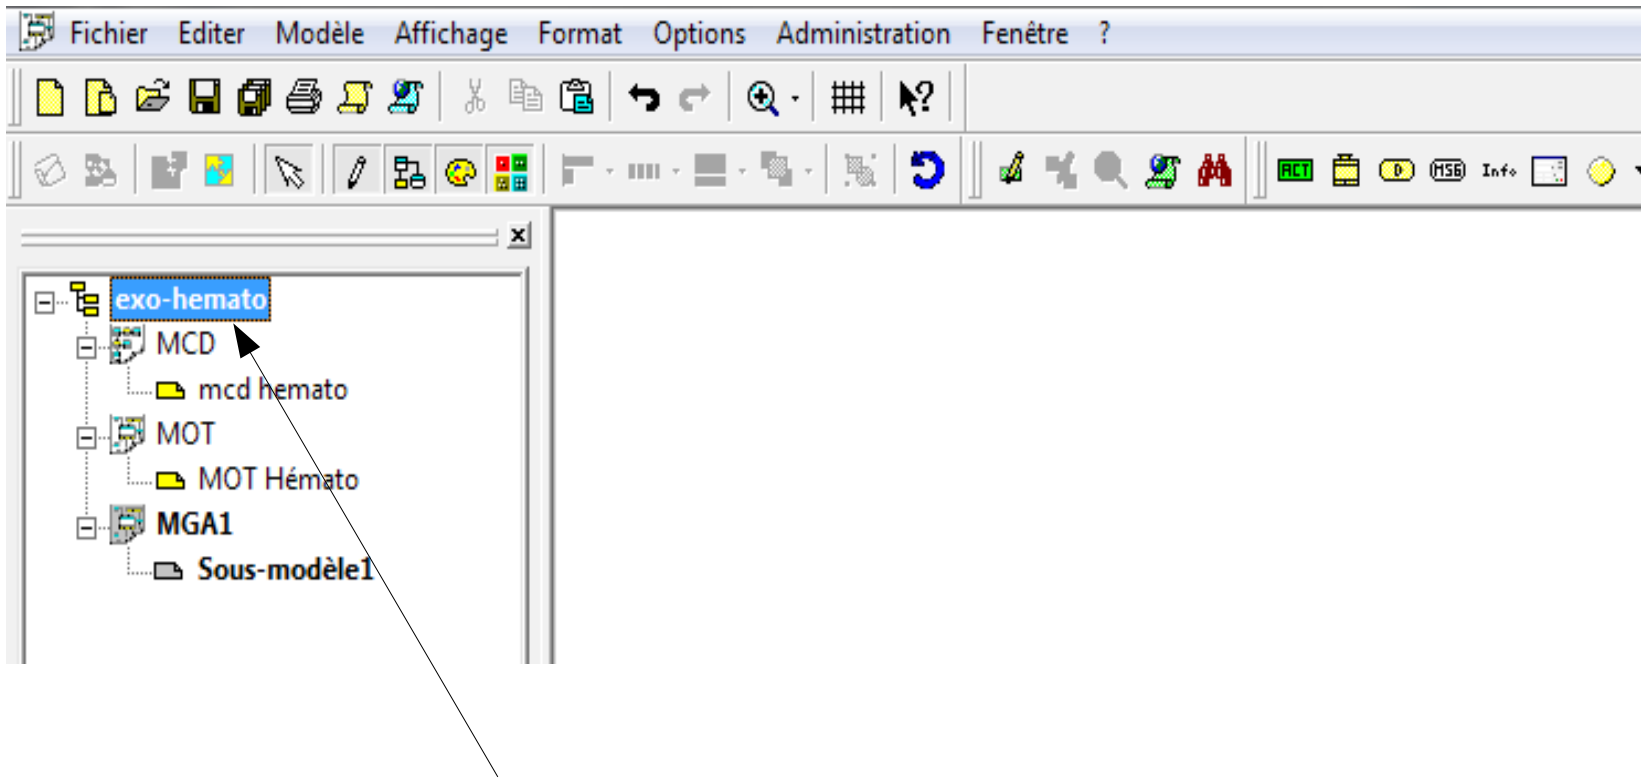 Fichier Editer Modèle Affichage Format Options Administration Fenêtre ?
ACT D MSG Info
exo-hemato
MCD
mcd hemato
MOT
MOT Hémato
MGA1
Sous-modèle1